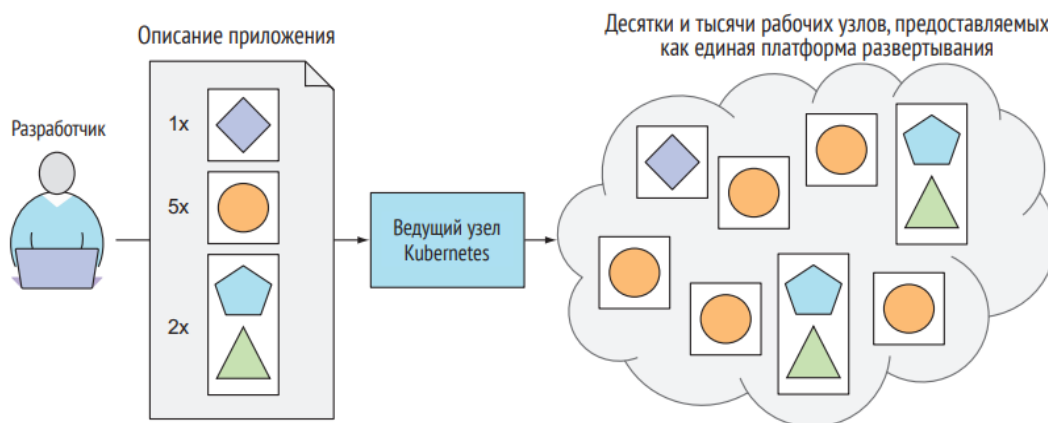 Разработчик
Описание приложения
1x
5x
2x
Ведущий узел
Kubernetes
Десятки и тысячи рабочих узлов, предоставляемых
как единая платформа развертывания